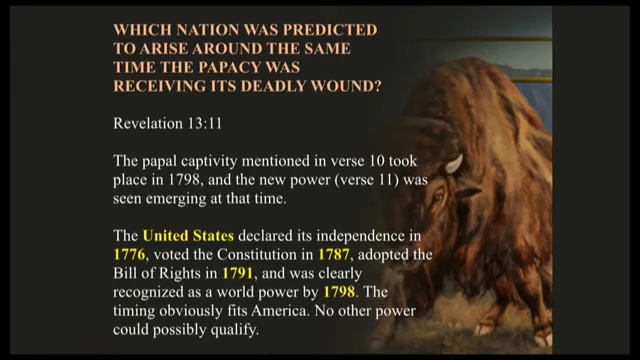 WHICH NATION WAS PREDICTED
TO ARISE AROUND THE SAME
TIME THE PAPACY WAS
RECEIVING ITS DEADLY WOUND?
Revelation 13:11
The papal captivity mentioned in verse 10 took
place in 1798, and the new power (verse 11) was
seen emerging at that time.
The United States declared its independence in
1776, voted the Constitution in 1787, adopted the
Bill of Rights in 1791, and was clearly
recognized as a world power by 1798. The
timing obviously fits America. No other power
could possibly qualify.